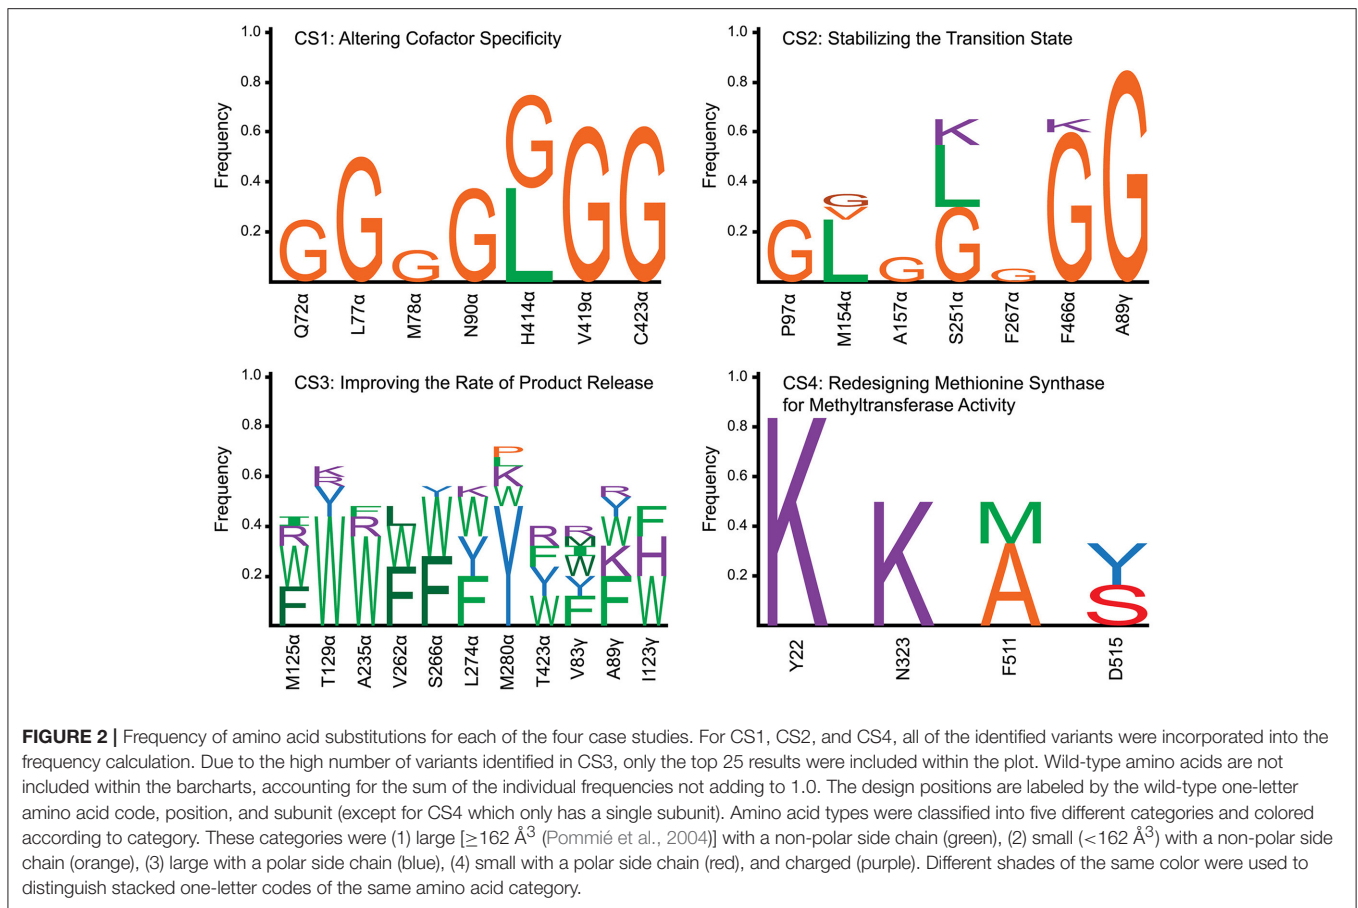 CS1: Altering Cofactor Specificity
Frequency
1.0
0.8
0.6
0.4
0.2
G
G
G
G
G
L
G
G
Q72α
L77α
M78α
N90α
H414α
V419α
C423α
CS2: Stabilizing the Transition State
Frequency
1.0
0.8
0.6
0.4
0.2
G
G
V
L
G
K
L
G
G
K
G
G
P97α
M154α
A157α
S251α
F267α
F466α
A89γ
CS3: Improving the Rate of Product Release
Frequency
1.0
0.8
0.6
0.4
0.2
I
R
W
F
K
R
Y
W
F
R
W
L
W
F
Y
W
F
K
W
Y
F
P
L
K
W
Y
R
F
Y
W
R
M
I
W
Y
F
R
Y
W
K
F
F
H
W
M125α
T129α
A235α
V262α
S266α
L274α
M280α
T423α
V83γ
A89γ
I123γ
CS4: Redesigning Methionine Synthase
for Methyltransferase Activity
Frequency
1.0
0.8
0.6
0.4
0.2
K
K
M
A
Y
S
Y22
N323
F511
D515
FIGURE 2 | Frequency of amino acid substitutions for each of the four case studies. For CS1, CS2, and CS4, all of the identified variants were incorporated into the
frequency calculation. Due to the high number of variants identified in CS3, only the top 25 results were included within the plot. Wild-type amino acids are not
included within the barcharts, accounting for the sum of the individual frequencies not adding to 1.0. The design positions are labeled by the wild-type one-letter
amino acid code, position, and subunit (except for CS4 which only has a single subunit). Amino acid types were classified into five different categories and colored
according to category. These categories were (1) large [≥162 Å³ (Pommié et al., 2004)] with a non-polar side chain (green), (2) small (<162 Å³) with a non-polar side
chain (orange), (3) large with a polar side chain (blue), (4) small with a polar side chain (red), and charged (purple). Different shades of the same color were used to
distinguish stacked one-letter codes of the same amino acid category.